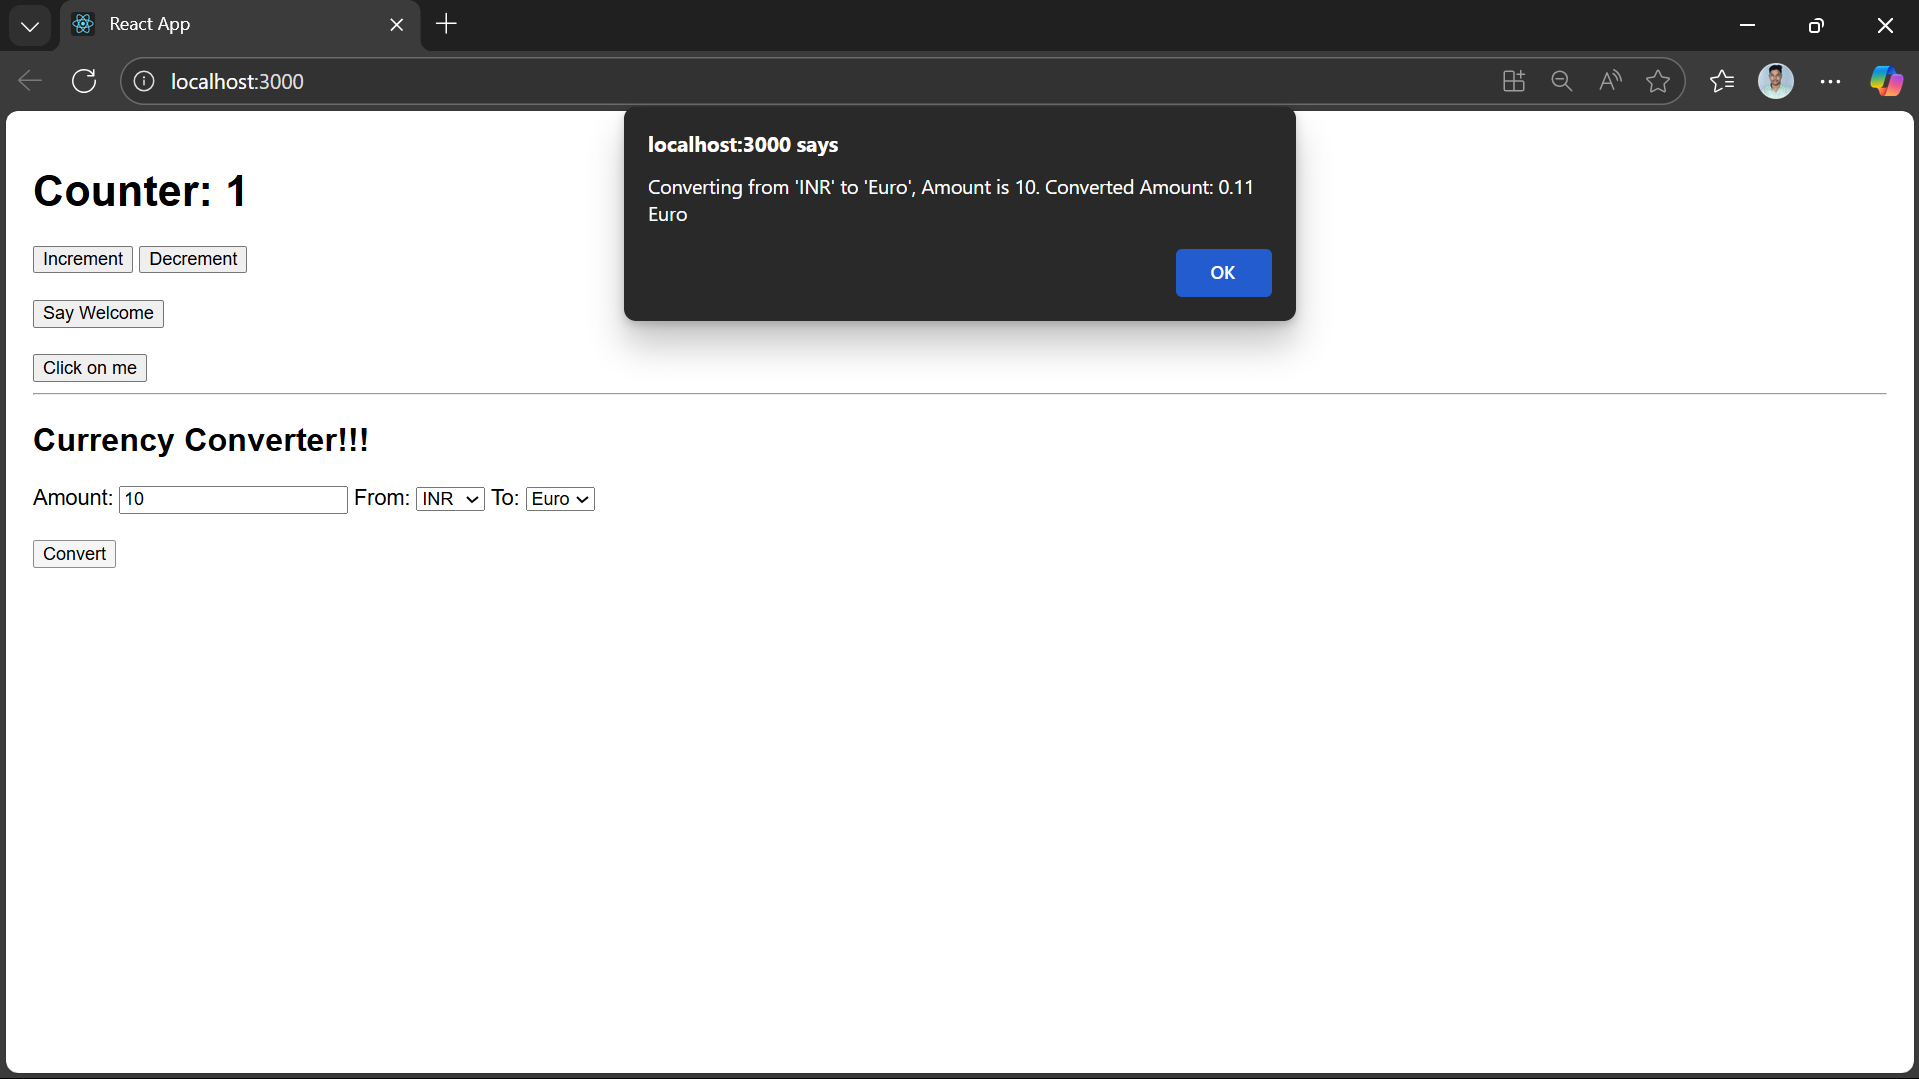 React App
localhost:3000
localhost:3000 says
Converting from 'INR' to 'Euro', Amount is 10. Converted Amount: 0.11
Euro
OK
Counter: 1
Increment Decrement
Say Welcome
Click on me
Currency Converter!!!
Amount: 10 From: INR To: Euro
Convert